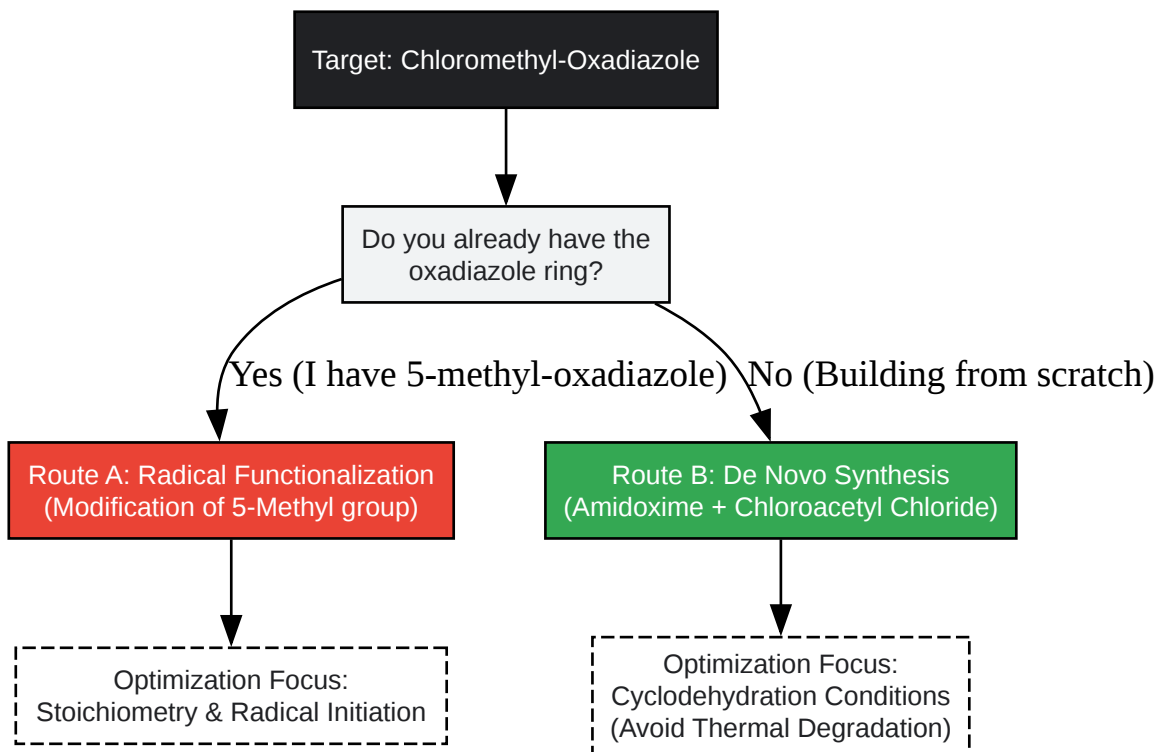 Target: Chloromethyl-Oxadiazole
Do you already have the
oxadiazole ring?
Yes (I have 5-methyl-oxadiazole)
No (Building from scratch)
Route A: Radical Functionalization
(Modification of 5-Methyl group)
Route B: De Novo Synthesis
(Amidoxime + Chloroacetyl Chloride)
Optimization Focus:
Stoichiometry & Radical Initiation
Optimization Focus:
Cyclodehydration Conditions
(Avoid Thermal Degradation)